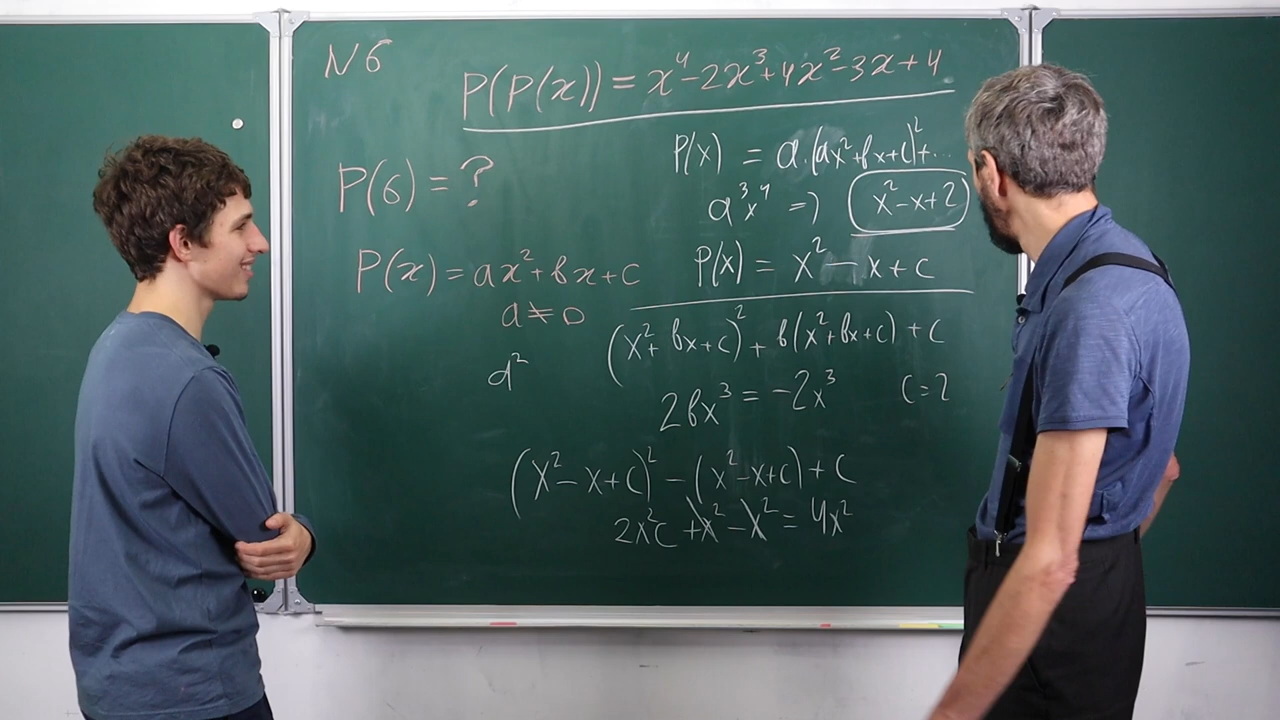 N6
P(P(x)) = x⁴-2x³+4x²-3x+4
P(6) = ?
P(x) = ax²+bx+c
a≠0
a²
P(x) = a·(ax²+bx+c)²+...
a³x⁴ =) x²-x+2
P(x) = x²-x+c
(x²+bx+c)²+b(x²+bx+c)+c
2bx³ = -2x³ c=2
(x²-x+c)²-(x²-x+c)+c
2x²c +x²-x² = 4x²